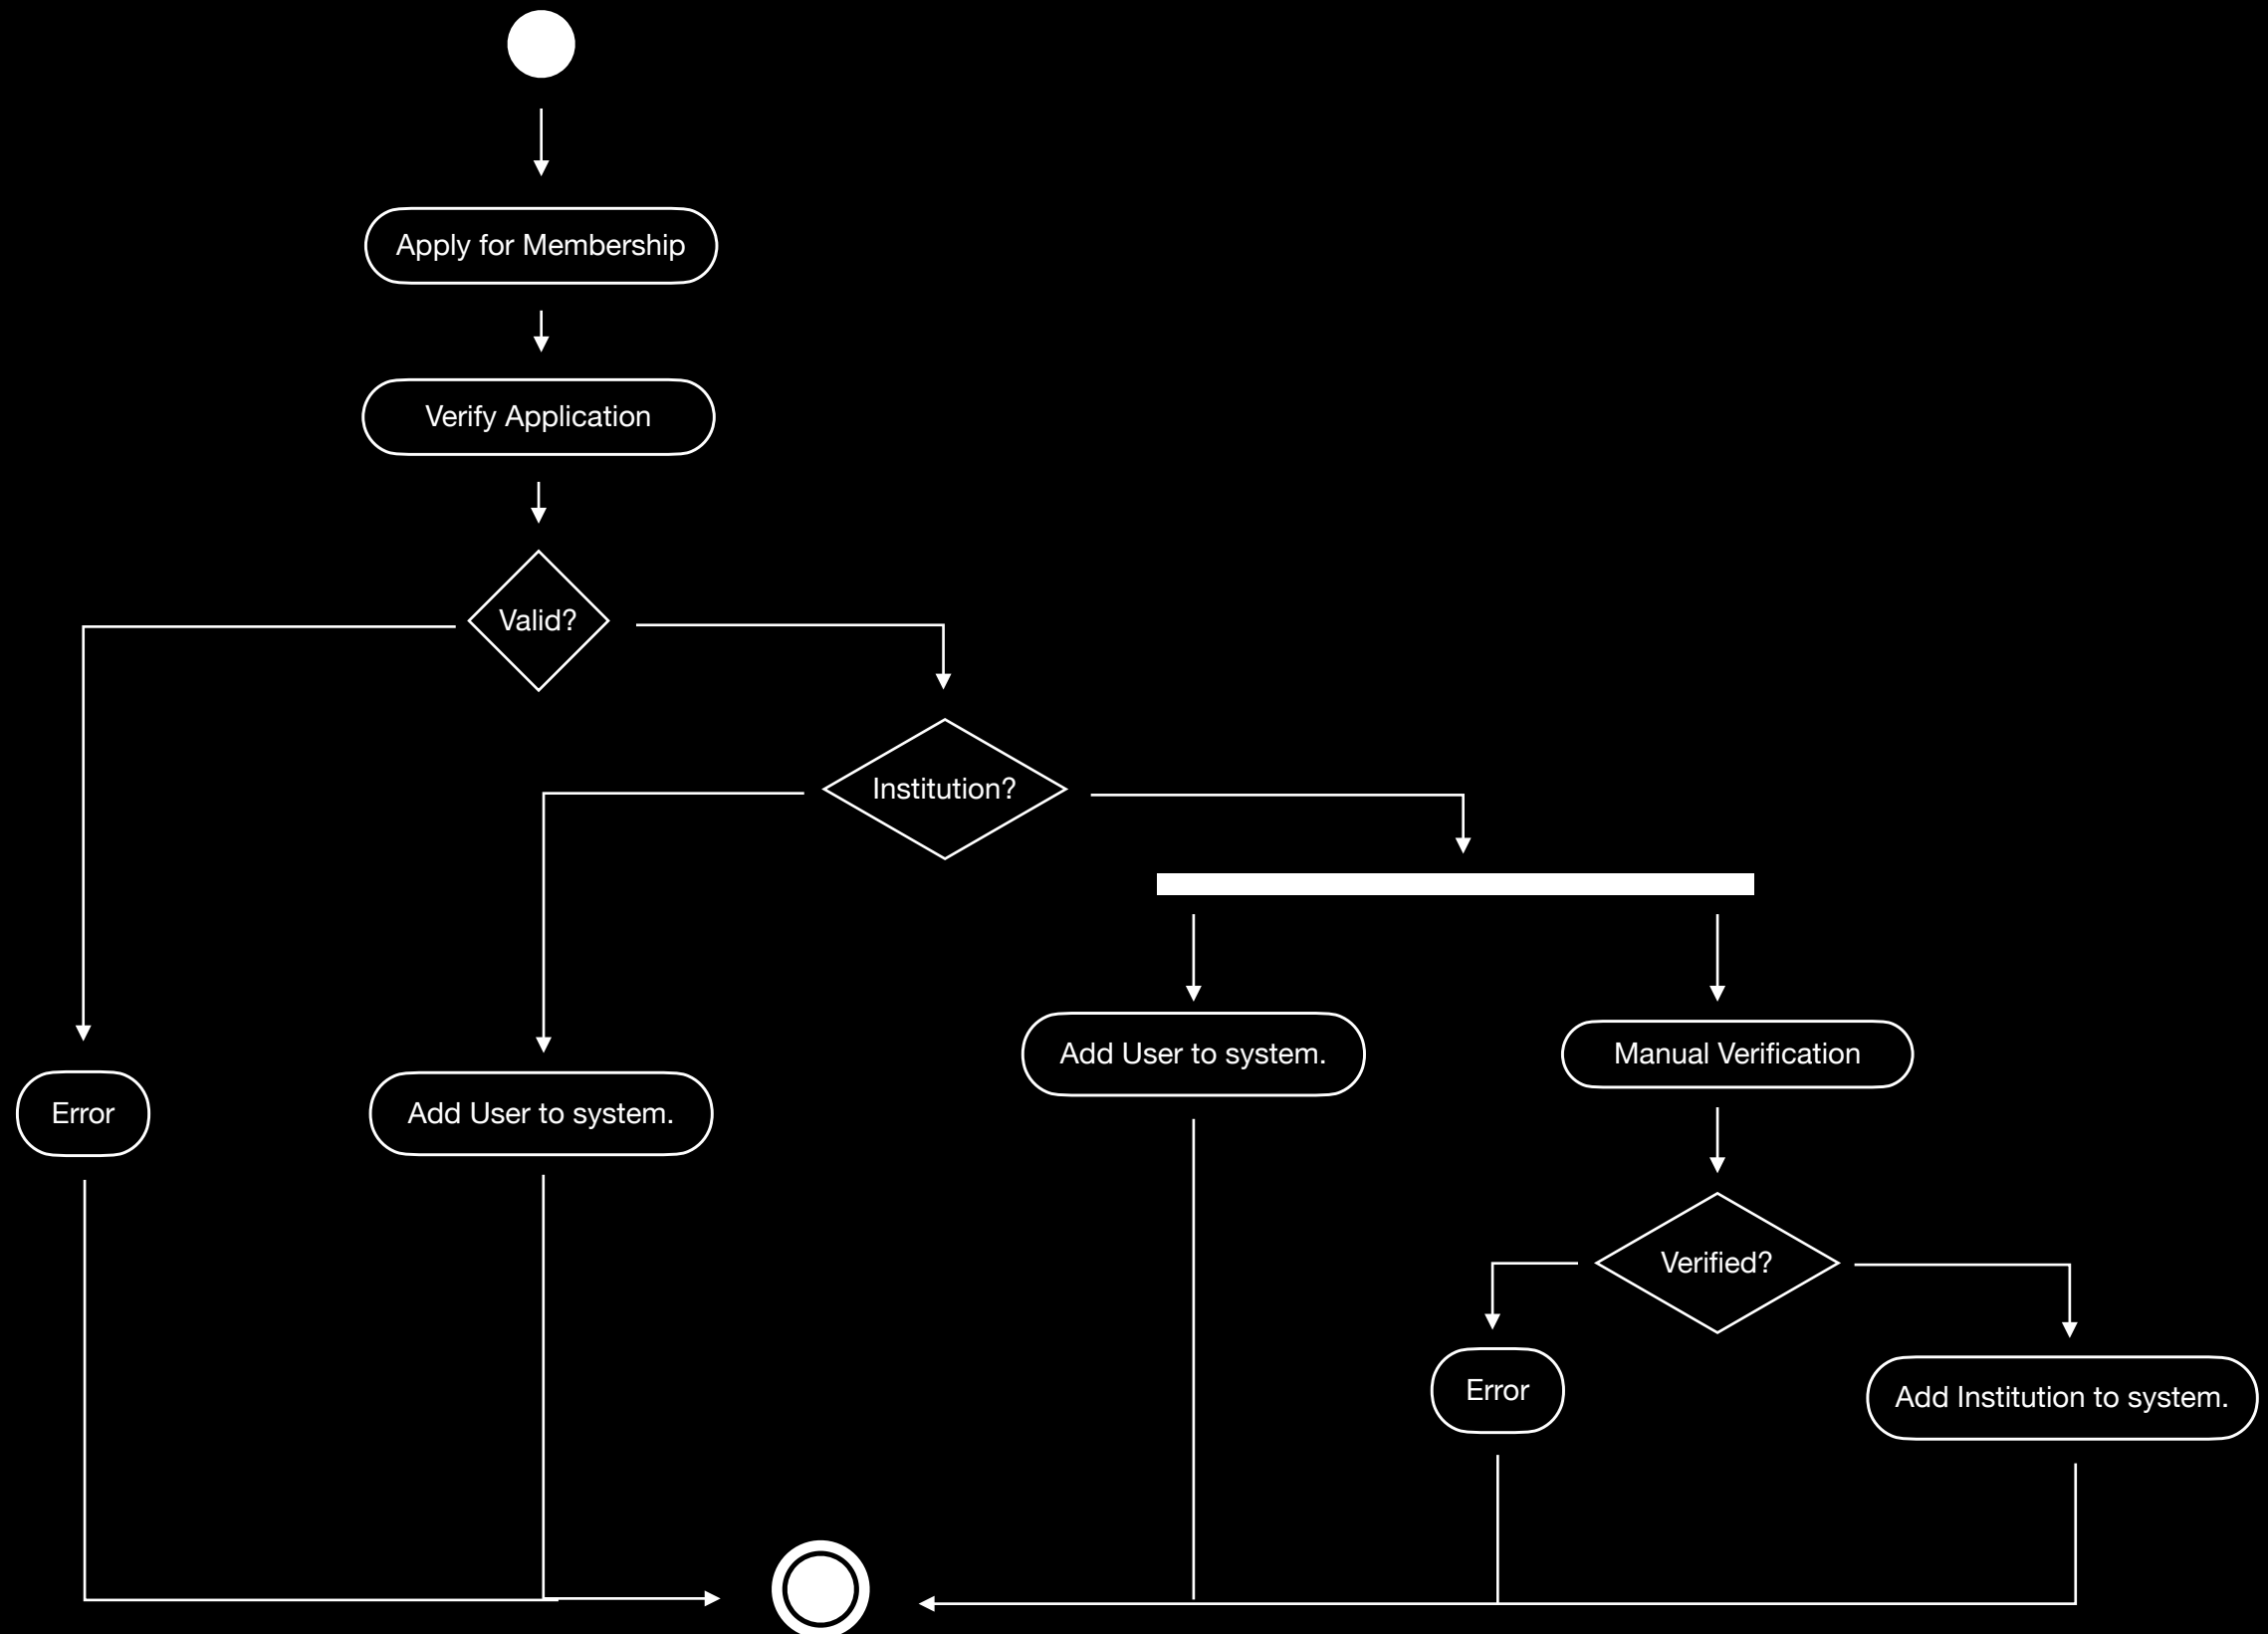 Apply for Membership
Verify Application
Valid?
Institution?
Add User to system.
Manual Verification
Error
Add User to system.
Verified?
Error
Add Institution to system.